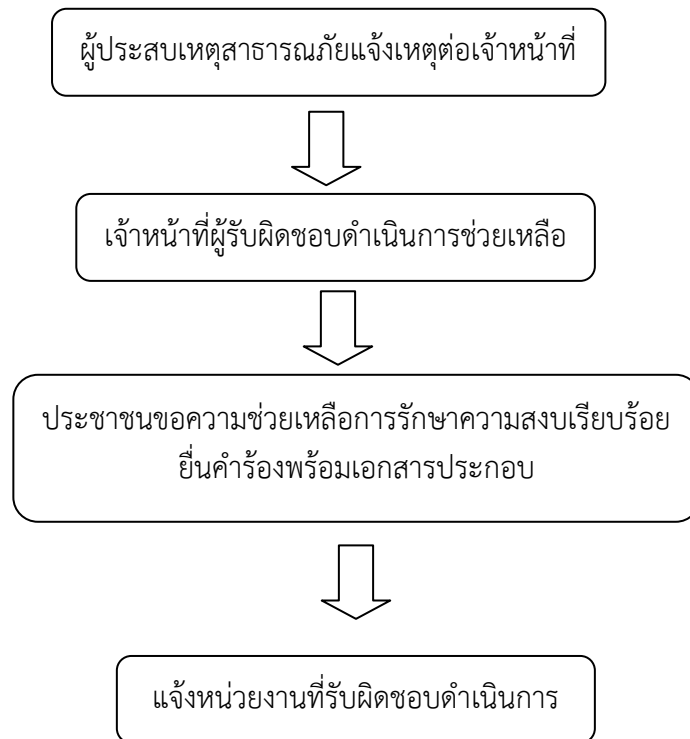 ผู้ประสบเหตุสาธารณภัยแจ้งเหตุต่อเจ้าหน้าที่
เจ้าหน้าที่ผู้รับผิดชอบดำเนินการช่วยเหลือ
ประชาชนขอความช่วยเหลือการรักษาความสงบเรียบร้อย
ยื่นคำร้องพร้อมเอกสารประกอบ
แจ้งหน่วยงานที่รับผิดชอบดำเนินการ